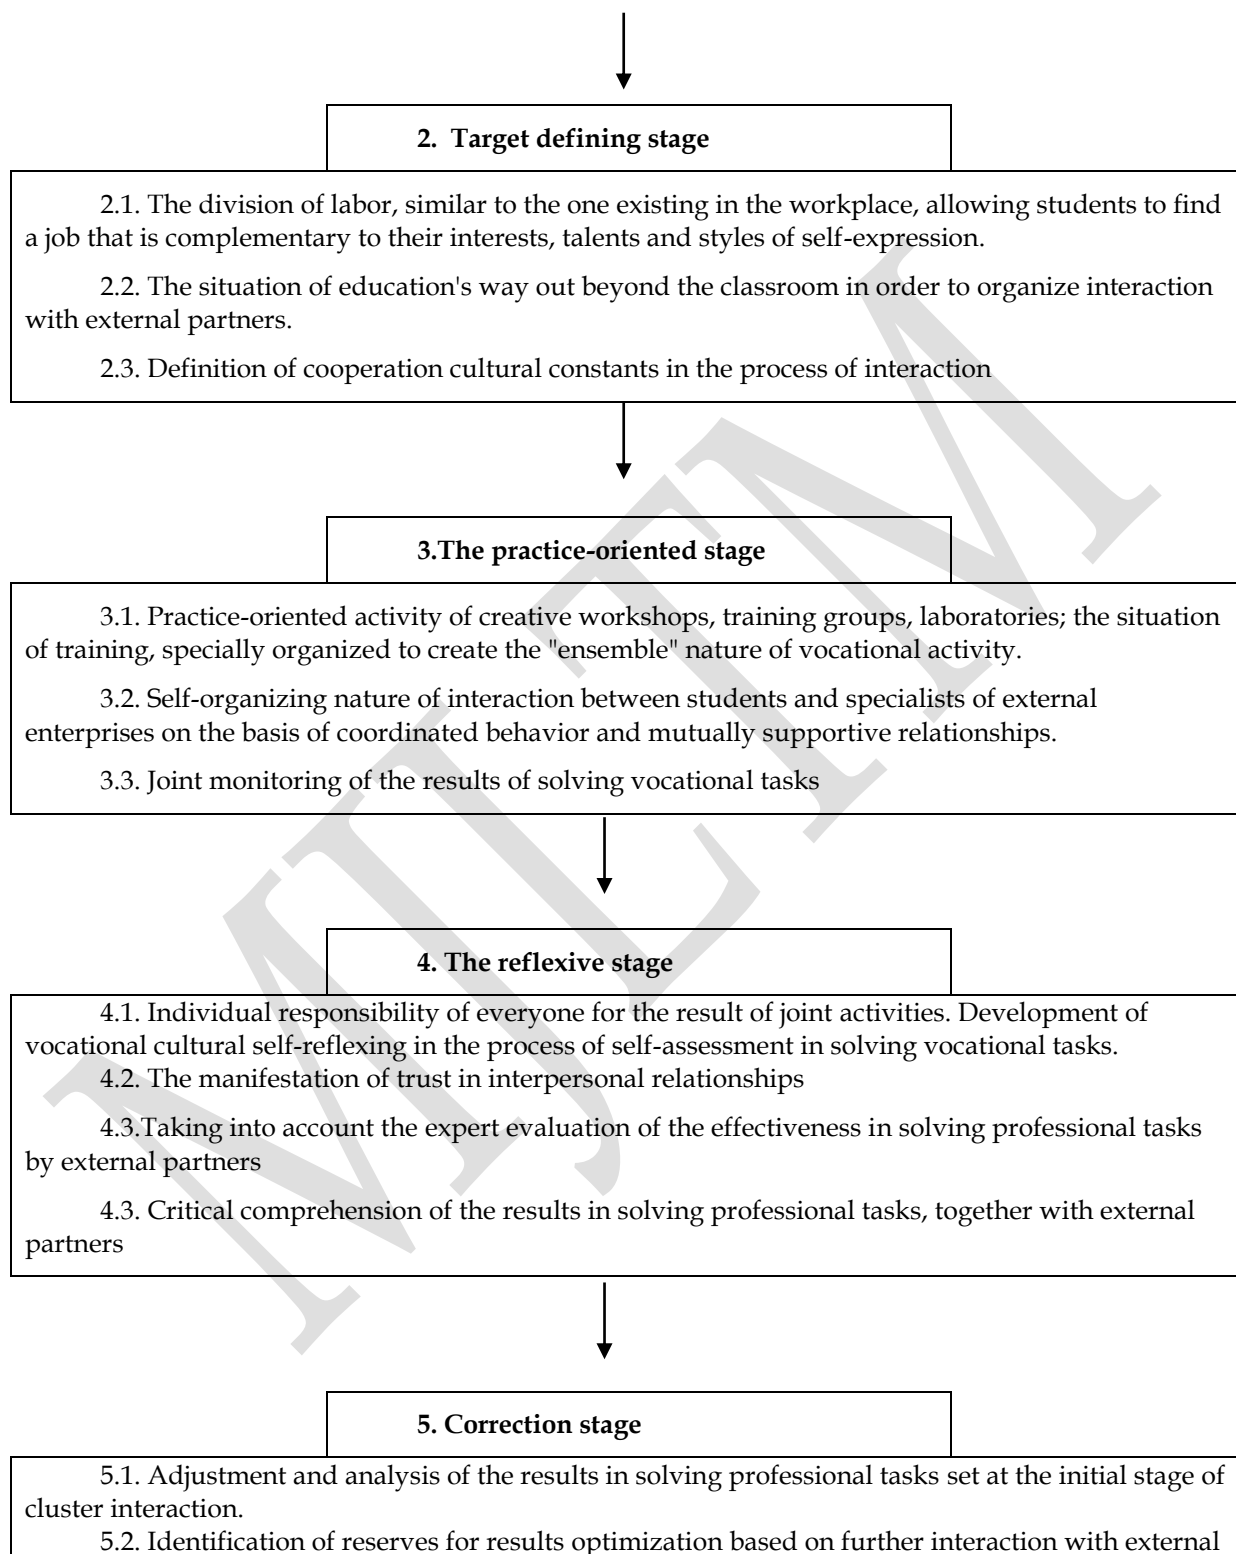 2. Target defining stage
2.1. The division of labor, similar to the one existing in the workplace, allowing students to find
a job that is complementary to their interests, talents and styles of self-expression.
2.2. The situation of education's way out beyond the classroom in order to organize interaction
with external partners.
2.3. Definition of cooperation cultural constants in the process of interaction
3.The practice-oriented stage
3.1. Practice-oriented activity of creative workshops, training groups, laboratories; the situation
of training, specially organized to create the "ensemble" nature of vocational activity.
3.2. Self-organizing nature of interaction between students and specialists of external
enterprises on the basis of coordinated behavior and mutually supportive relationships.
3.3. Joint monitoring of the results of solving vocational tasks
4. The reflexive stage
4.1. Individual responsibility of everyone for the result of joint activities. Development of
vocational cultural self-reflexing in the process of self-assessment in solving vocational tasks.
4.2. The manifestation of trust in interpersonal relationships
4.3.Taking into account the expert evaluation of the effectiveness in solving professional tasks
by external partners
4.3. Critical comprehension of the results in solving professional tasks, together with external
partners
5. Correction stage
5.1. Adjustment and analysis of the results in solving professional tasks set at the initial stage of
cluster interaction.
5.2. Identification of reserves for results optimization based on further interaction with external
MJLTM